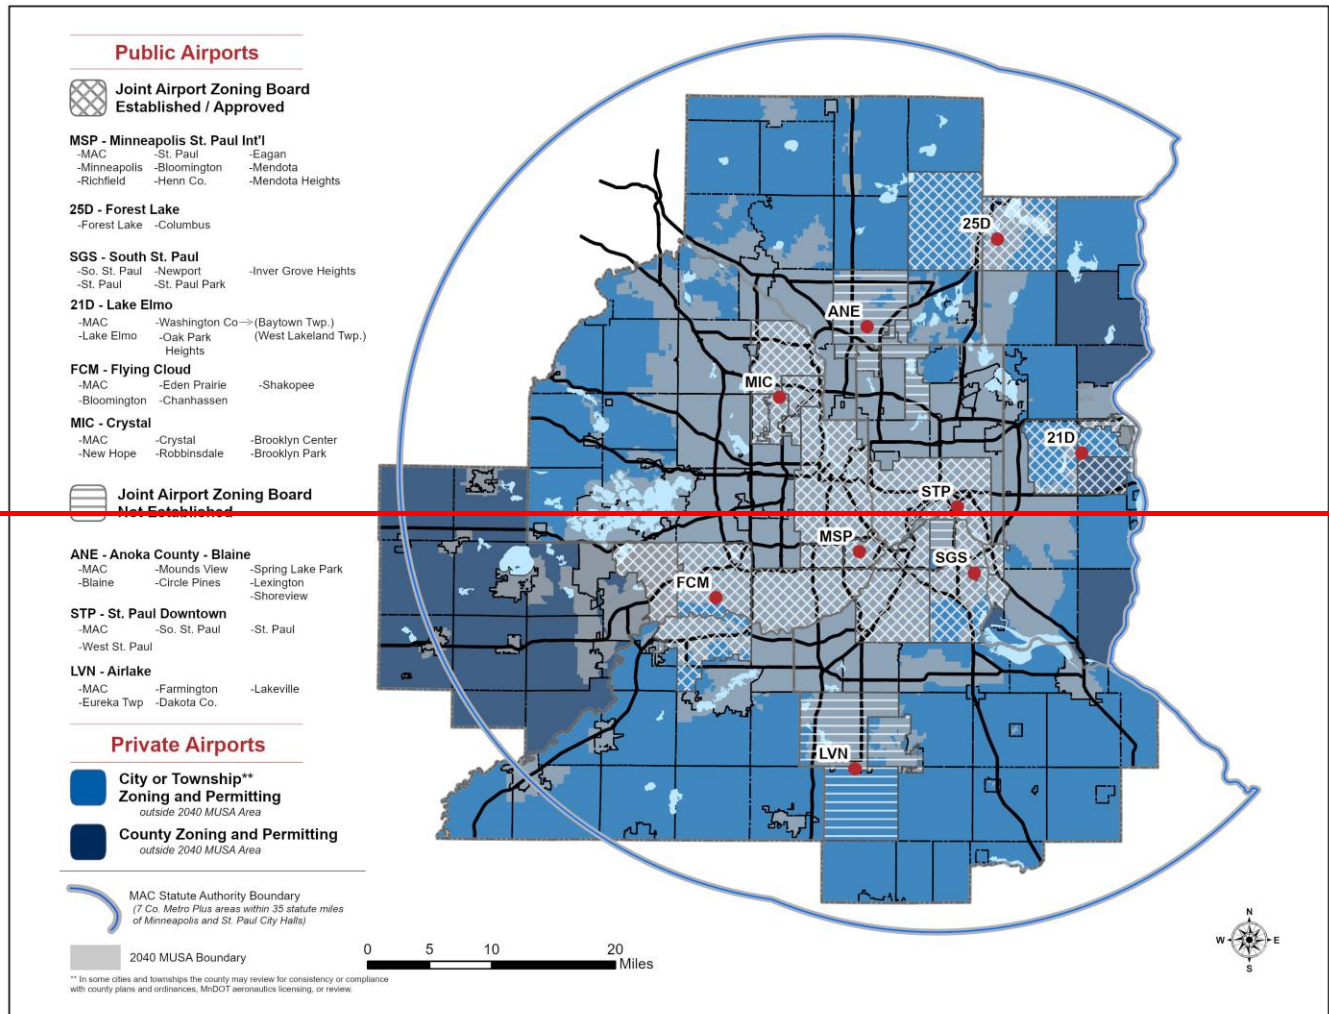 Public Airports
Joint Airport Zoning Board
Established / Approved
MSP - Minneapolis St. Paul Int'l
-MAC -St. Paul -Eagan
-Minneapolis -Bloomington -Mendota
-Richfield -Henn Co. -Mendota Heights
25D - Forest Lake
-Forest Lake -Columbus
SGS - South St. Paul
-So. St. Paul -Newport -Inver Grove Heights
-St. Paul -St. Paul Park
21D - Lake Elmo
-MAC -Washington Co→(Baytown Twp.)
-Lake Elmo -Oak Park Heights (West Lakeland Twp.)
FCM - Flying Cloud
-MAC -Eden Prairie -Shakopee
-Bloomington -Chanhassen
MIC - Crystal
-MAC -Crystal -Brooklyn Center
-New Hope -Robbinsdale -Brooklyn Park
Joint Airport Zoning Board
Not Established
ANE - Anoka County - Blaine
-MAC -Mounds View -Spring Lake Park
-Blaine -Circle Pines -Lexington
-Shoreview
STP - St. Paul Downtown
-MAC -So. St. Paul -St. Paul
-West St. Paul
LVN - Airlake
-MAC -Farmington -Lakeville
-Eureka Twp -Dakota Co.
Private Airports
City or Township**
Zoning and Permitting
outside 2040 MUSA Area
County Zoning and Permitting
outside 2040 MUSA Area
MAC Statute Authority Boundary
(7 Co. Metro Plus areas within 35 statute miles
of Minneapolis and St. Paul City Halls)
2040 MUSA Boundary
** In some cities and townships the county may review for consistency or compliance
with county plans and ordinances, MnDOT aeronautics licensing, or review.
0 5 10 20
Miles
25D
ANE
MIC
21D
STP
MSP
SGS
FCM
LVN
N
W E
S